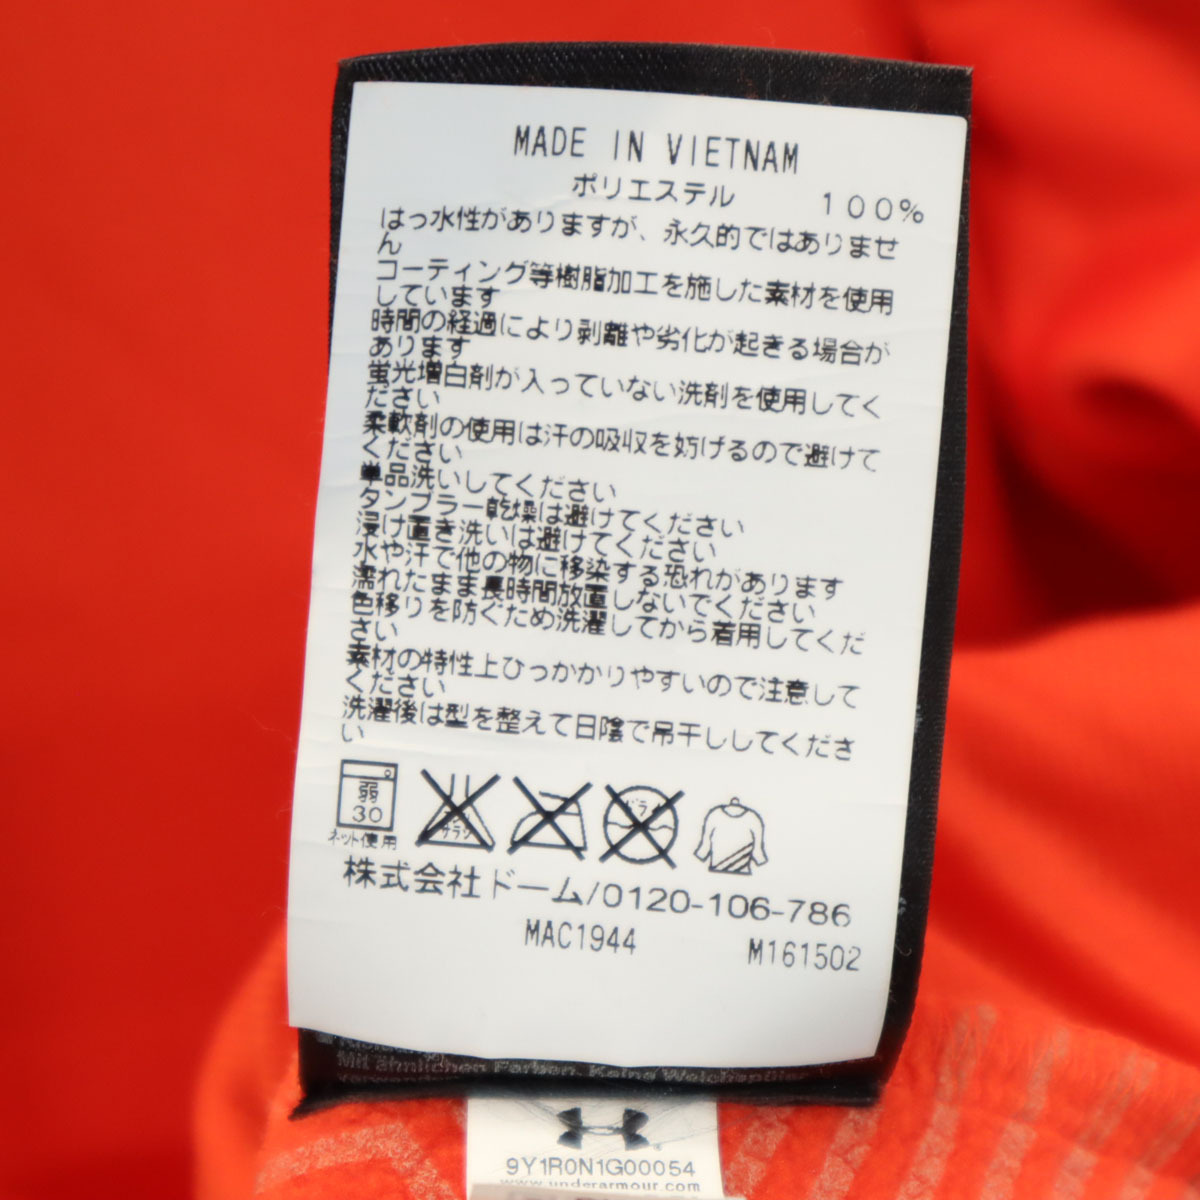 MADE IN VIETNAM
ポリエステル 100%
はっ水性がありますが、永久的ではありませ
ん
コーティング等樹脂加工を施した素材を使用
しています
時間の経過により剥離や劣化が起きる場合が
あります
蛍光増白剤が入っていない洗剤を使用してく
ださい
柔軟剤の使用は汗の吸収を妨げるので避けて
ください
単品洗いしてください
タンブラー乾燥は避けてください
浸け置き洗いは避けてください
水や汗で他の物に移染する恐れがあります
濡れたまま長時間放置しないでください
色移りを防ぐため洗濯してから着用してくだ
さい
素材の特性上ひっかかりやすいので注意して
ください
洗濯後は型を整えて日陰で吊干ししてくださ
い
弱
30
ネット使用
サラシ
ドライ
株式会社ドーム/0120-106-786
MAC1944 M161502
Mit ähnlichen Farben. Keine Weichspüler
9Y1R0N1G00054
www.underarmour.com